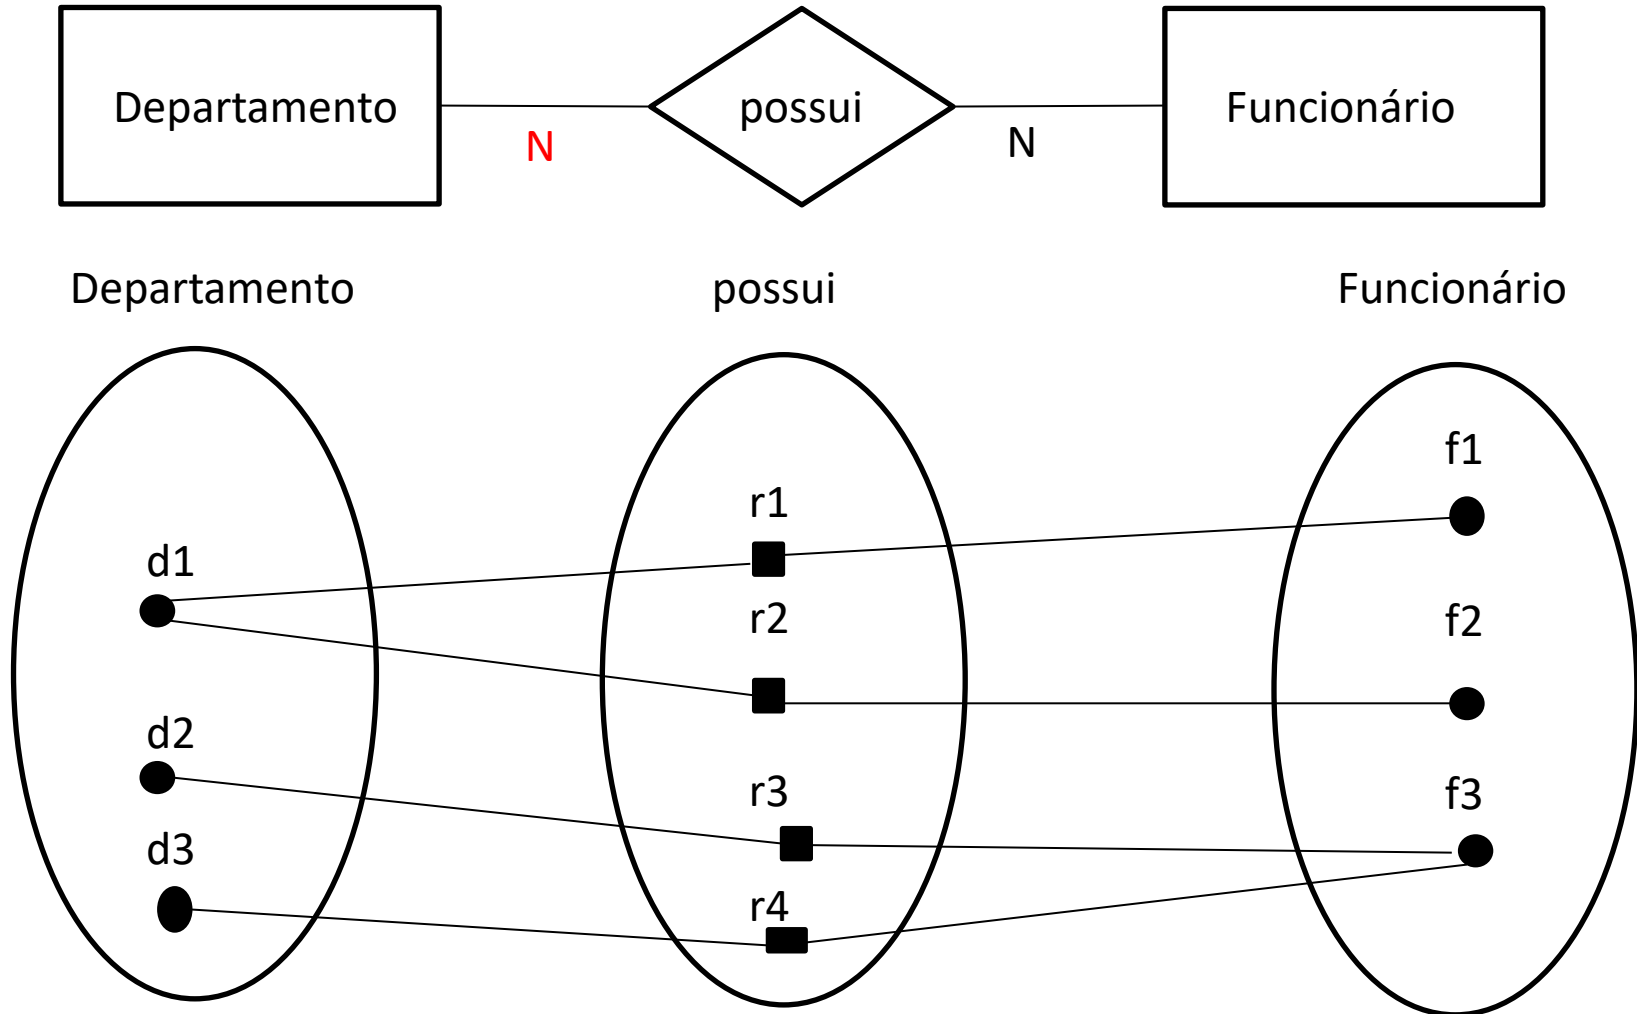 Departamento
possui
Funcionário
N
N
Departamento
possui
Funcionário
f1
r1
d1
r2
f2
d2
r3
f3
d3
r4